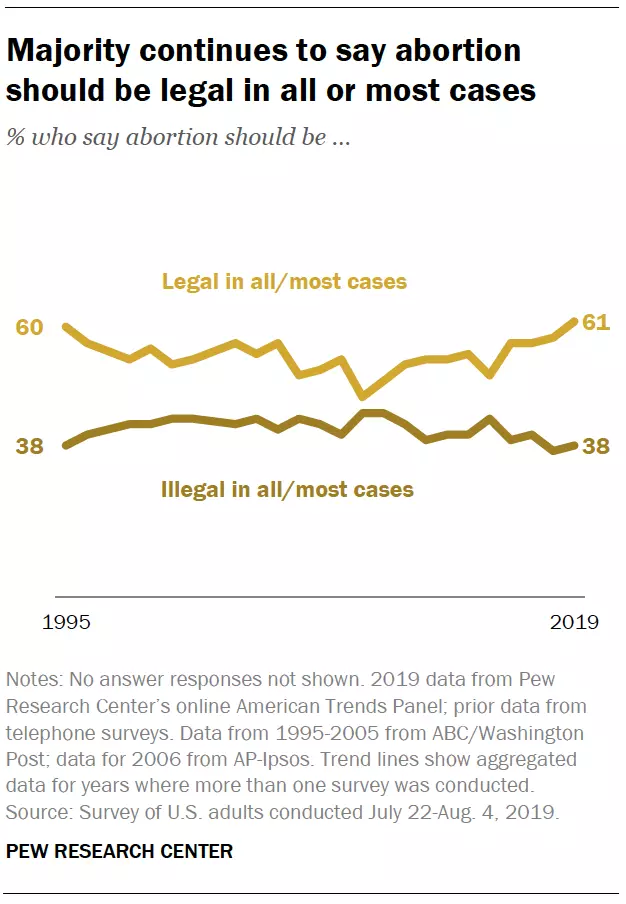 Majority continues to say abortion
should be legal in all or most cases
% who say abortion should be ...
Legal in all/most cases
60
61
38
38
Illegal in all/most cases
1995
2019
Notes: No answer responses not shown. 2019 data from Pew
Research Center’s online American Trends Panel; prior data from
telephone surveys. Data from 1995-2005 from ABC/Washington
Post; data for 2006 from AP-Ipsos. Trend lines show aggregated
data for years where more than one survey was conducted.
Source: Survey of U.S. adults conducted July 22-Aug. 4, 2019.
PEW RESEARCH CENTER